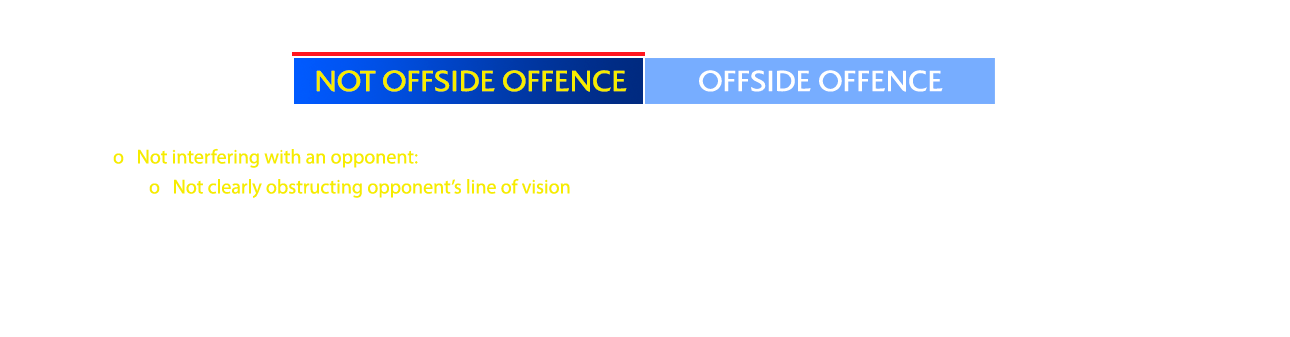 NOT OFFSIDE OFFENCE OFFSIDE OFFENCE
o Not interfering with an opponent:
o Not clearly obstructing opponent’s line of vision